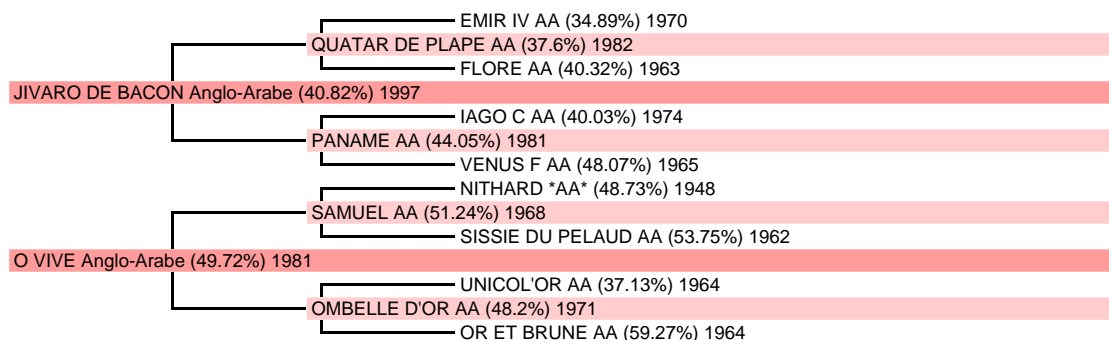 EMIR IV AA (34.89%) 1970
QUATAR DE PLAPE AA (37.6%) 1982
FLORE AA (40.32%) 1963
JIVARO DE BACON Anglo-Arabe (40.82%) 1997
IAGO C AA (40.03%) 1974
PANAME AA (44.05%) 1981
VENUS F AA (48.07%) 1965
NITHARD *AA* (48.73%) 1948
SAMUEL AA (51.24%) 1968
SISSIE DU PELAUD AA (53.75%) 1962
O VIVE Anglo-Arabe (49.72%) 1981
UNICOL'OR AA (37.13%) 1964
OMBELLE D'OR AA (48.2%) 1971
OR ET BRUNE AA (59.27%) 1964